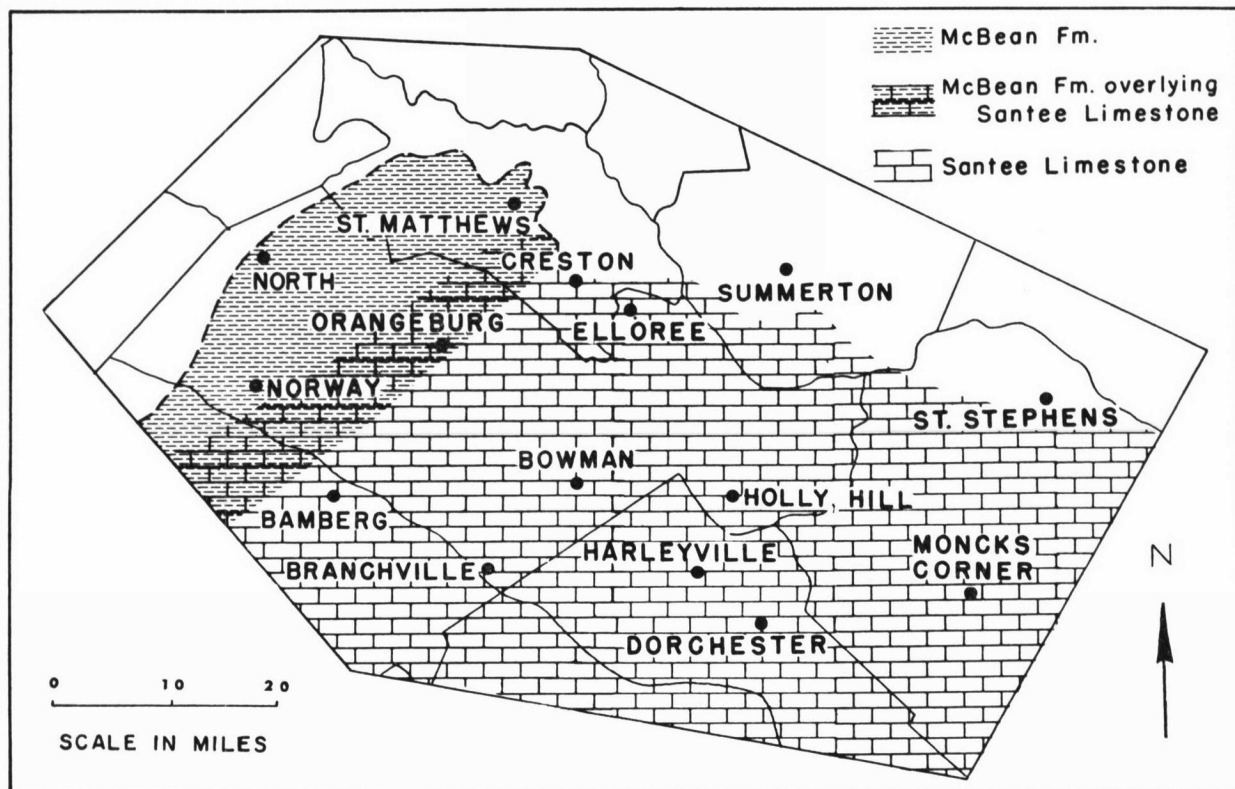 McBean Fm.
McBean Fm. overlying
Santee Limestone
Santee Limestone
ST. MATTHEWS
CRESTON
NORTH
SUMMERTON
ORANGEBURG
ELLOREE
NORWAY
ST. STEPHENS
BOWMAN
HOLLY HILL
BAMBERG
HARLEYVILLE
MONCKS
CORNER
BRANCHVILLE
N
DORCHESTER
0 10 20
SCALE IN MILES